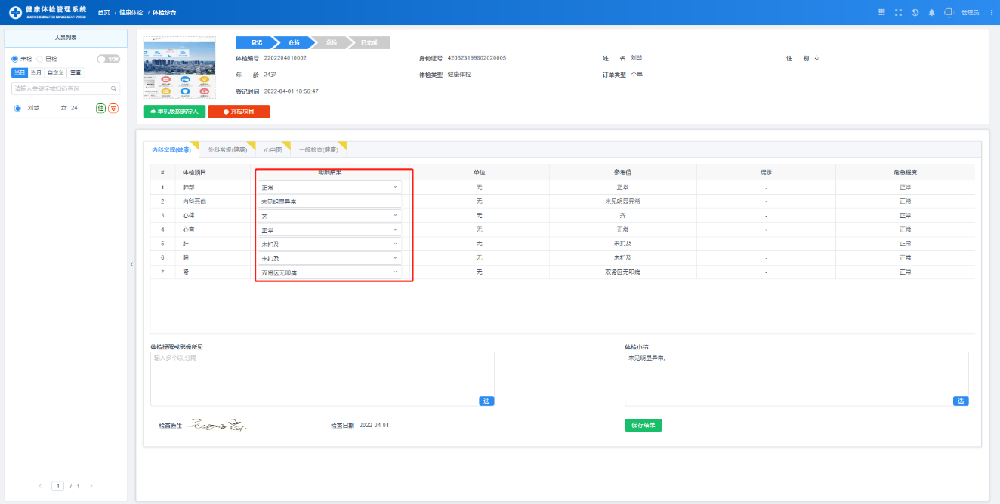 健康体检管理系统 首页 / 健康体检 / 体检诊台 管理员
HEALTH EXAMINATION MANAGEMENT SYSTEM
人员列表
未检 已检
当日 当月 自定义 重置
请输入关键字或扫码查询
刘慧 女 24 健 零
1 / 1
登记 在检 总检 已完成
体检编号 2202204010002 身份证号 420323199802020005 姓 名 刘慧 性 别 女
年 龄 24岁 体检类型 健康体检 订单类型 个单
登记时间 2022-04-01 18:56:47
单机版数据导入 弃检项目
内科常规(健康) 外科常规(健康) 心电图 一般检查(健康)
# 体检项目 明细结果 单位 参考值 提示 危急程度
1 肺部 正常 无 正常 - 正常
2 内科其他 未见明显异常 无 未见明显异常 - 正常
3 心律 齐 无 齐 - 正常
4 心音 正常 无 正常 - 正常
5 肝 未扪及 无 未扪及 - 正常
6 脾 未扪及 无 未扪及 - 正常
7 肾 双肾区无叩痛 无 双肾区无叩痛 - 正常
体检提醒或影像所见 体检小结
输入多个以,分隔 未见明显异常。
选 选
检查医生 检查日期 2022-04-01 保存结果